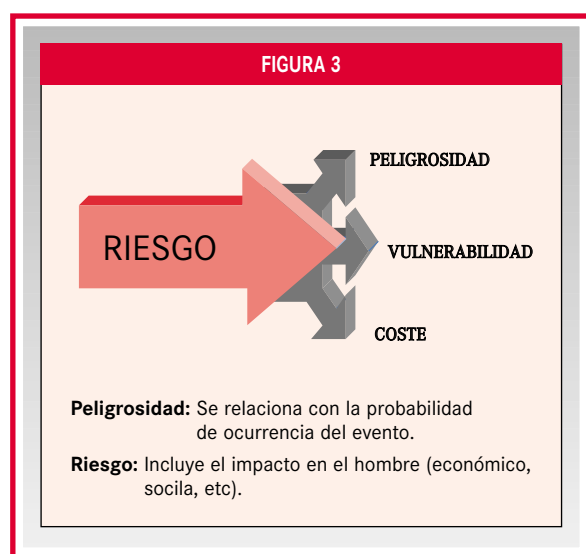 FIGURA 3
PELIGROSIDAD
RIESGO
VULNERABILIDAD
COSTE
Peligrosidad: Se relaciona con la probabilidad
de ocurrencia del evento.
Riesgo: Incluye el impacto en el hombre (económico,
socila, etc).